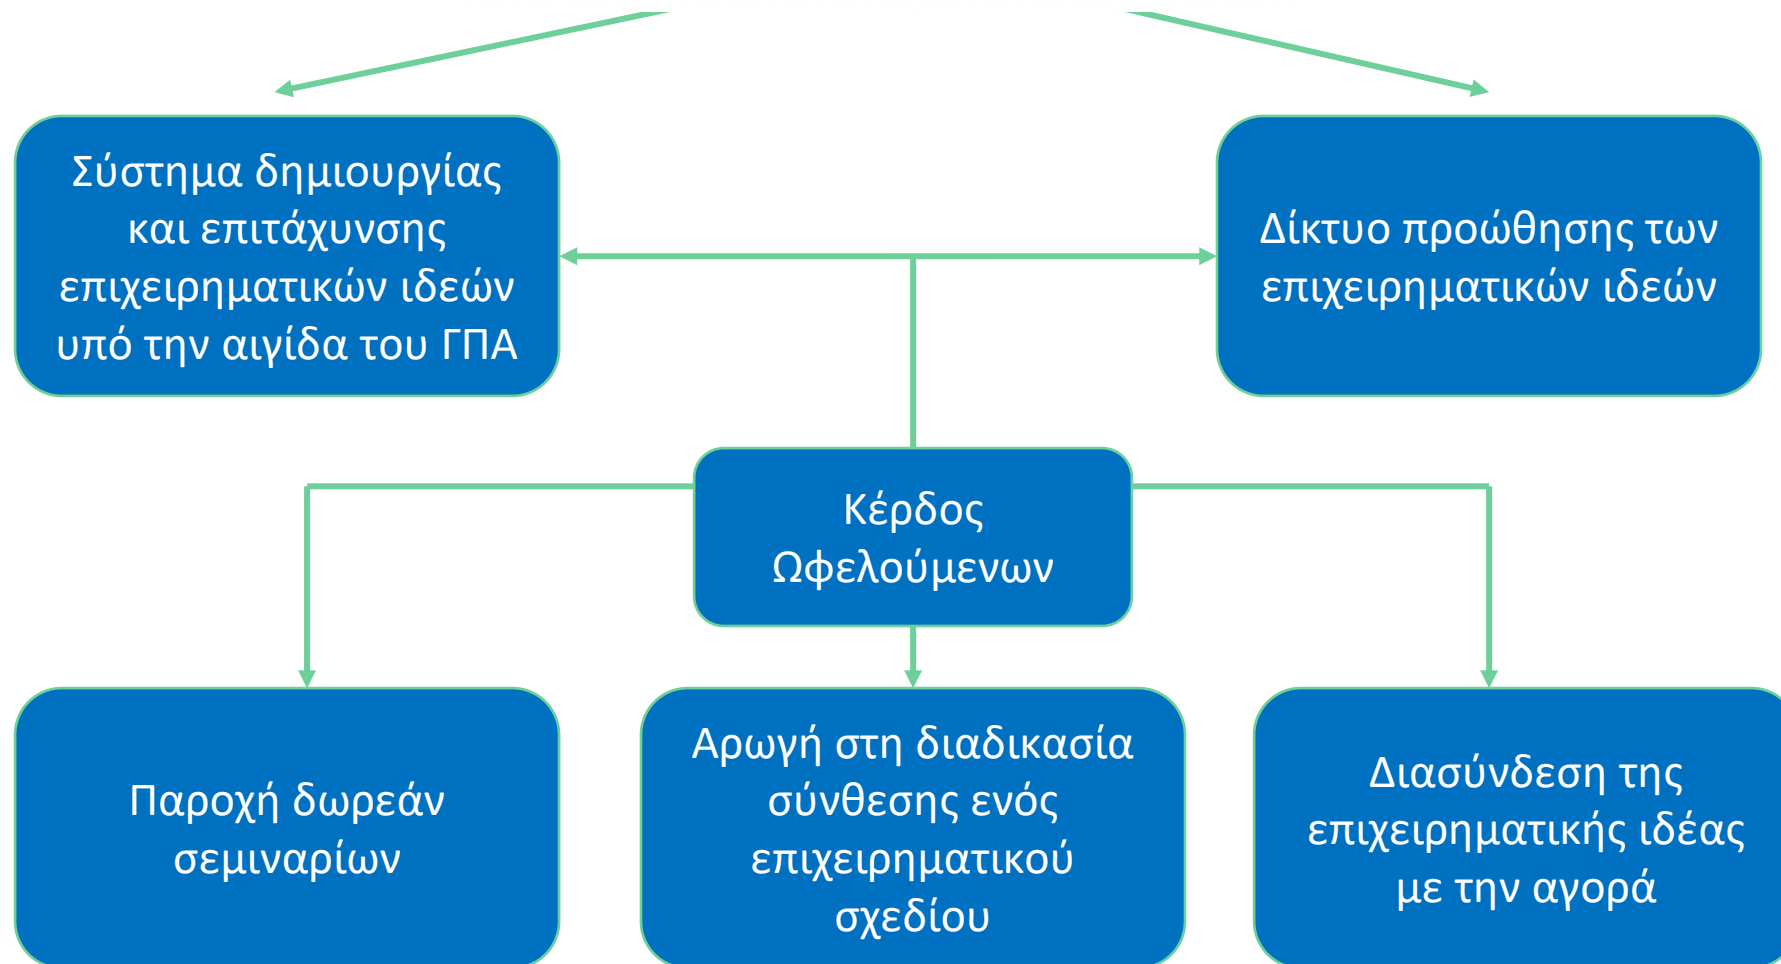 Σύστημα δημιουργίας
και επιτάχυνσης
επιχειρηματικών ιδεών
υπό την αιγίδα του ΓΠΑ
Δίκτυο προώθησης των
επιχειρηματικών ιδεών
Κέρδος
Ωφελούμενων
Παροχή δωρεάν
σεμιναρίων
Αρωγή στη διαδικασία
σύνθεσης ενός
επιχειρηματικού
σχεδίου
Διασύνδεση της
επιχειρηματικής ιδέας
με την αγορά